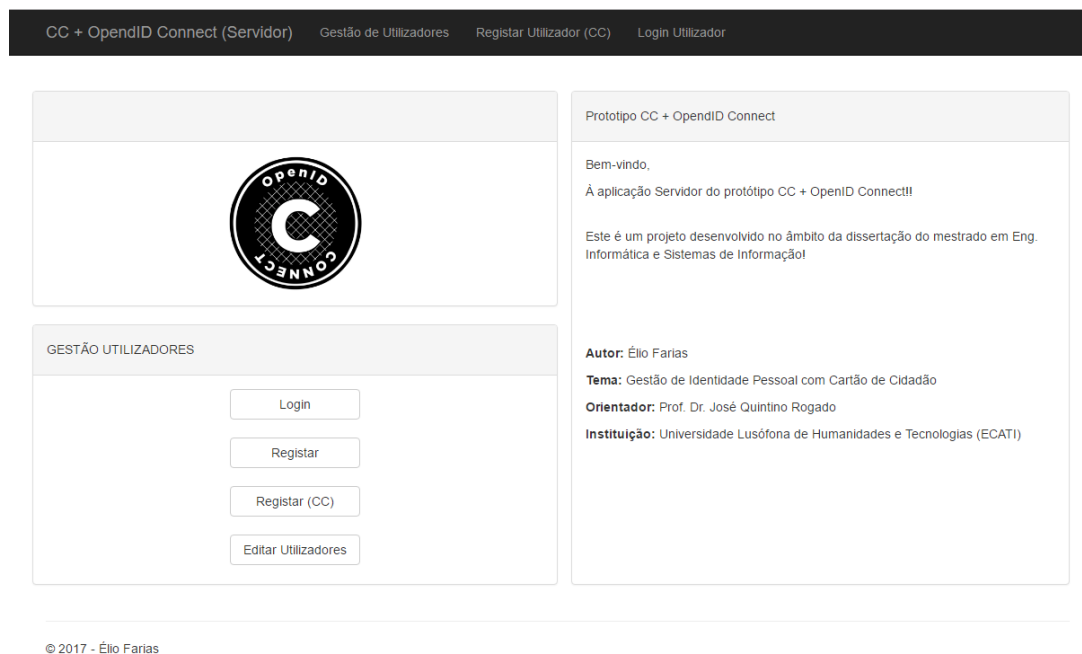 CC + OpendID Connect (Servidor) Gestão de Utilizadores Registar Utilizador (CC) Login Utilizador
OpenID
C
CONNECT
GESTÃO UTILIZADORES
Login
Registar
Registar (CC)
Editar Utilizadores
Prototipo CC + OpendID Connect
Bem-vindo,
À aplicação Servidor do protótipo CC + OpenID Connect!!
Este é um projeto desenvolvido no âmbito da dissertação do mestrado em Eng.
Informática e Sistemas de Informação!
Autor: Élio Farias
Tema: Gestão de Identidade Pessoal com Cartão de Cidadão
Orientador: Prof. Dr. José Quintino Rogado
Instituição: Universidade Lusófona de Humanidades e Tecnologias (ECATI)
© 2017 - Élio Farias